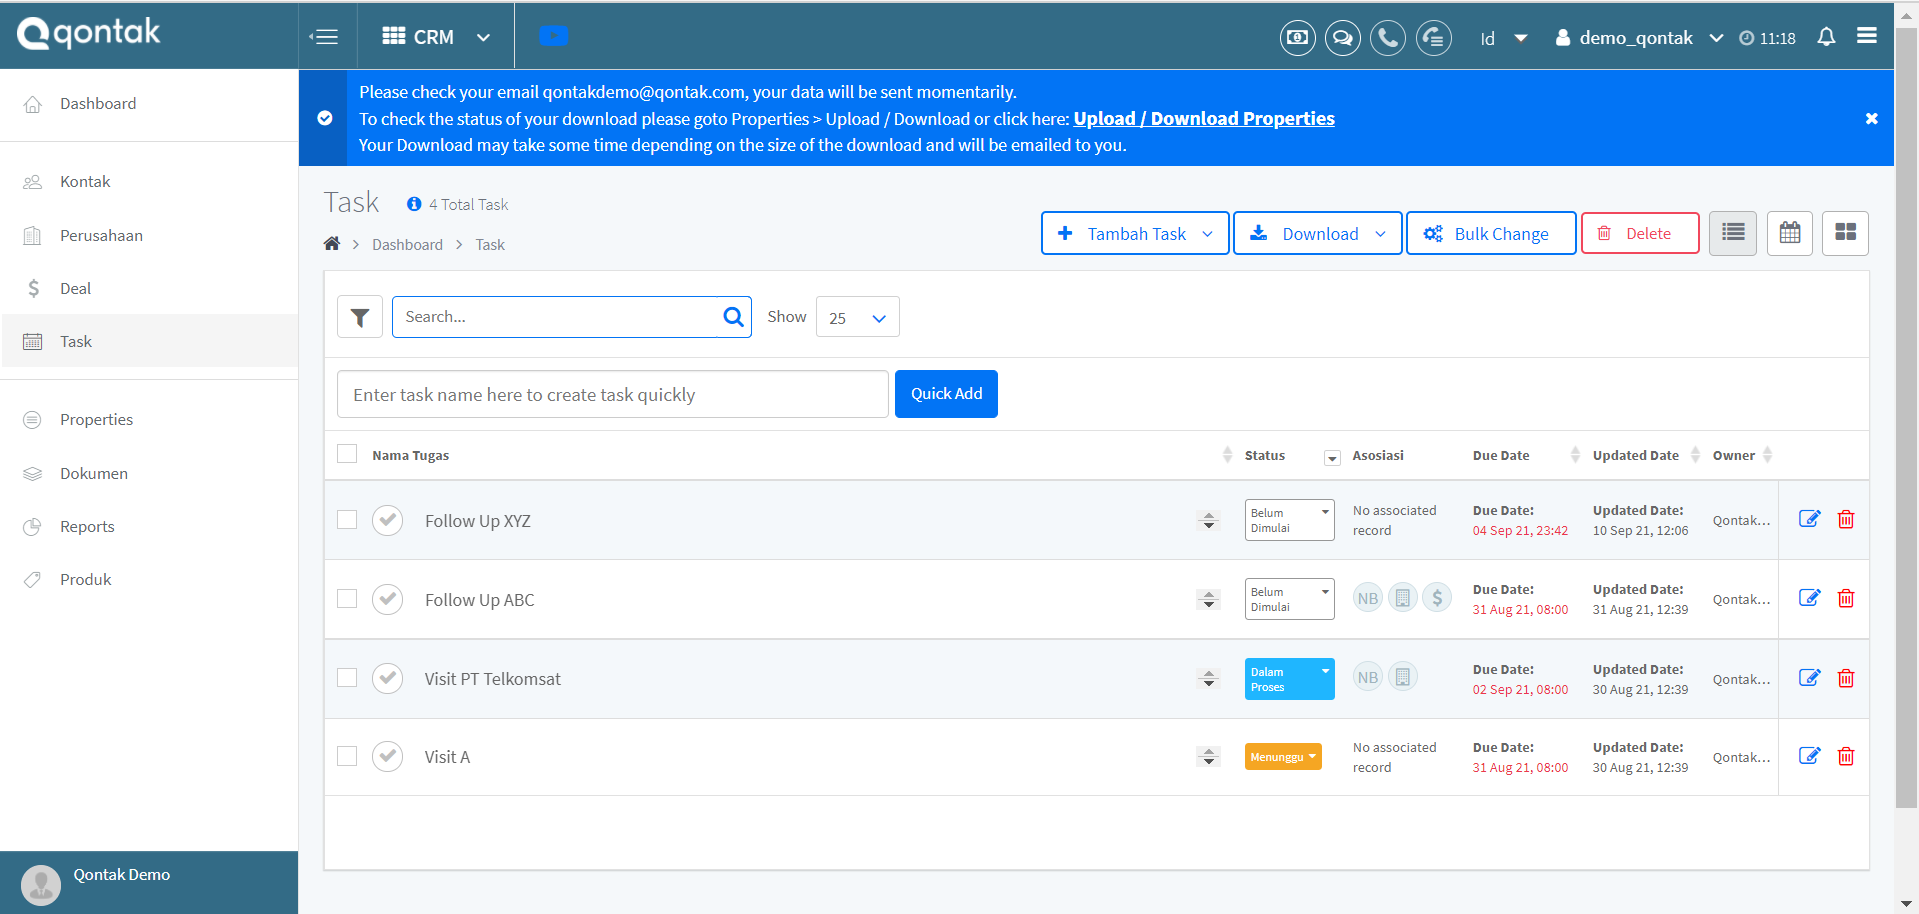 qontak
CRM
Id
demo_qontak
11:18
Dashboard
Kontak
Perusahaan
Deal
Task
Properties
Dokumen
Reports
Produk
Qontak Demo
Please check your email qontakdemo@qontak.com, your data will be sent momentarily.
To check the status of your download please goto Properties > Upload / Download or click here: Upload / Download Properties
Your Download may take some time depending on the size of the download and will be emailed to you.
Task
4 Total Task
Dashboard > Task
Tambah Task
Download
Bulk Change
Delete
Search...
Show
25
Enter task name here to create task quickly
Quick Add
Nama Tugas
Status
Asosiasi
Due Date
Updated Date
Owner
Follow Up XYZ
Belum
Dimulai
No associated
record
Due Date:
04 Sep 21, 23:42
Updated Date:
10 Sep 21, 12:06
Qontak...
Follow Up ABC
Belum
Dimulai
NB
$
Due Date:
31 Aug 21, 08:00
Updated Date:
31 Aug 21, 12:39
Qontak...
Visit PT Telkomsat
Dalam
Proses
NB
Due Date:
02 Sep 21, 08:00
Updated Date:
30 Aug 21, 12:39
Qontak...
Visit A
Menunggu
No associated
record
Due Date:
31 Aug 21, 08:00
Updated Date:
30 Aug 21, 12:39
Qontak...